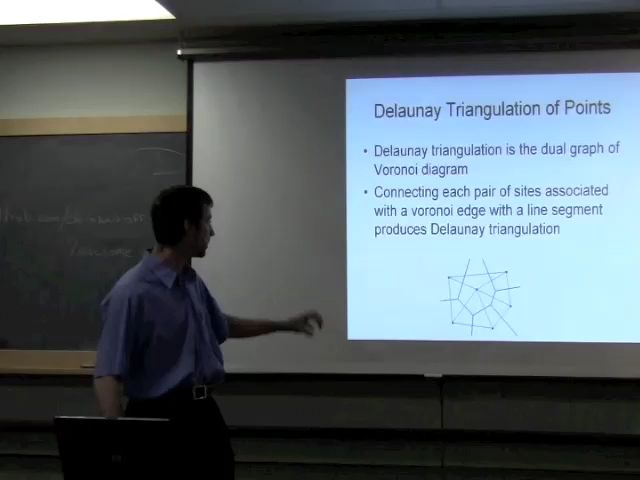 Delaunay Triangulation of Points
• Delaunay triangulation is the dual graph of
Voronoi diagram
• Connecting each pair of sites associated
with a voronoi edge with a line segment
produces Delaunay triangulation